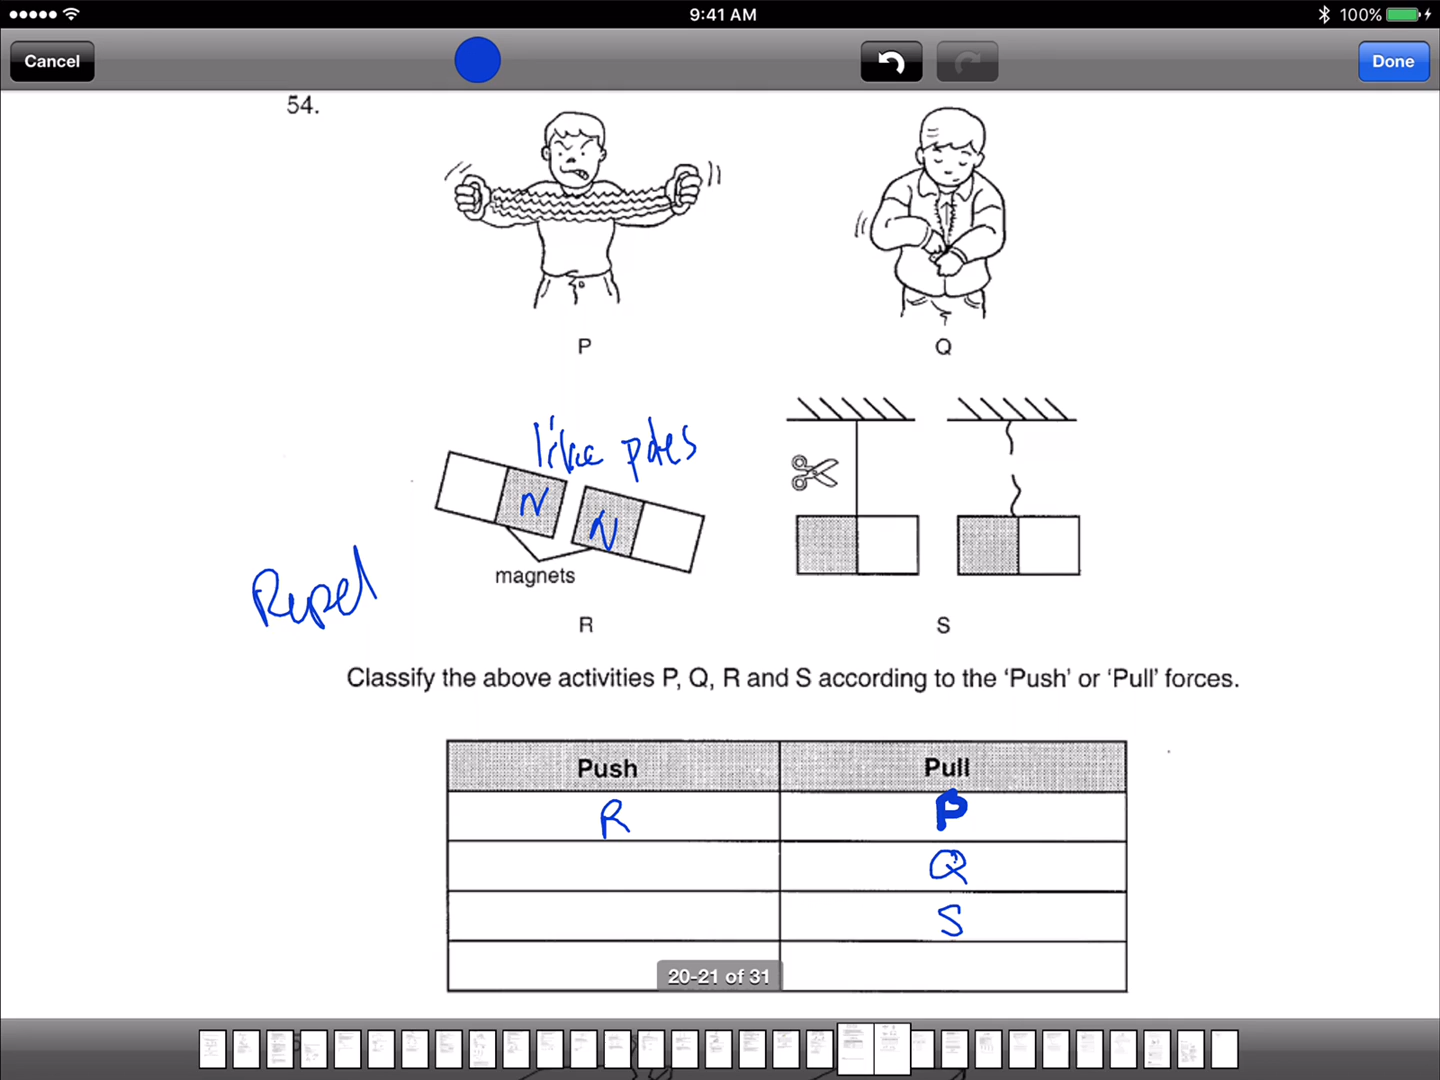 9:41 AM
100%
Cancel
Done
54.
P
Q
like poles
N
N
magnets
Repel
R
S
Classify the above activities P, Q, R and S according to the ‘Push’ or ‘Pull’ forces.
Push Pull
R P
Q
S
20-21 of 31